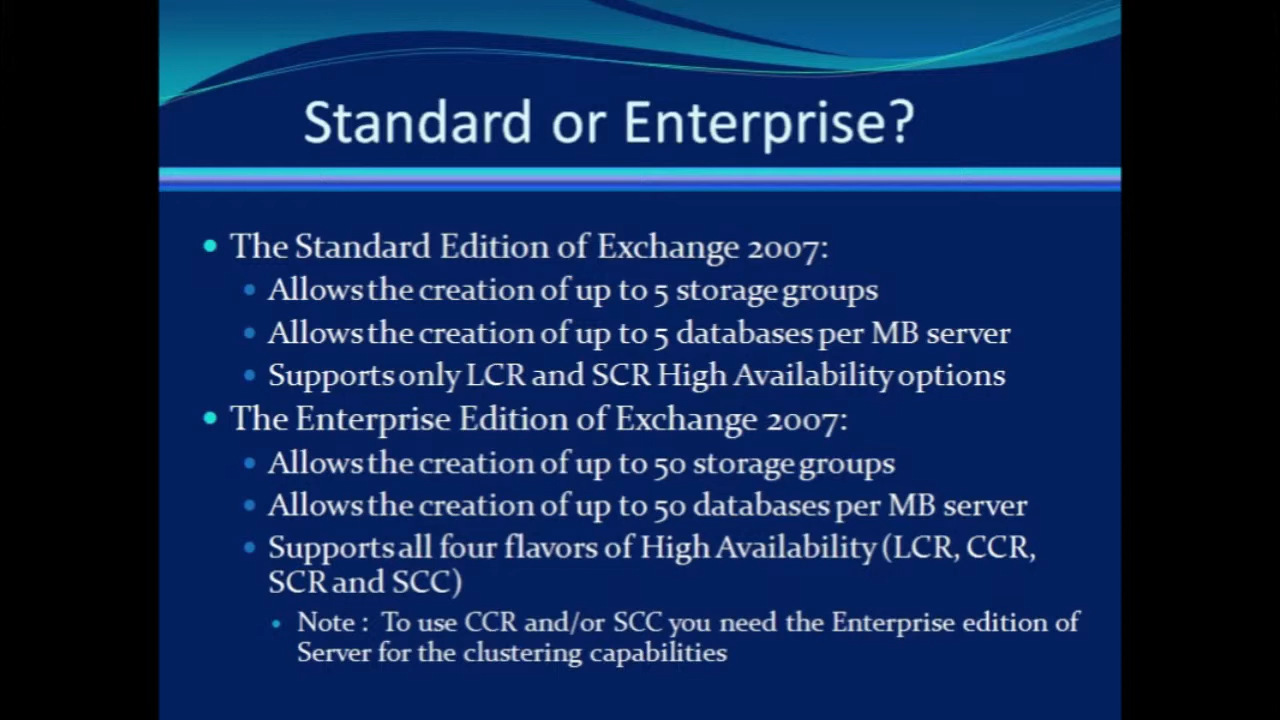 Standard or Enterprise?
The Standard Edition of Exchange 2007:
Allows the creation of up to 5 storage groups
Allows the creation of up to 5 databases per MB server
Supports only LCR and SCR High Availability options
The Enterprise Edition of Exchange 2007:
Allows the creation of up to 50 storage groups
Allows the creation of up to 50 databases per MB server
Supports all four flavors of High Availability (LCR, CCR,
SCR and SCC)
Note : To use CCR and/or SCC you need the Enterprise edition of
Server for the clustering capabilities